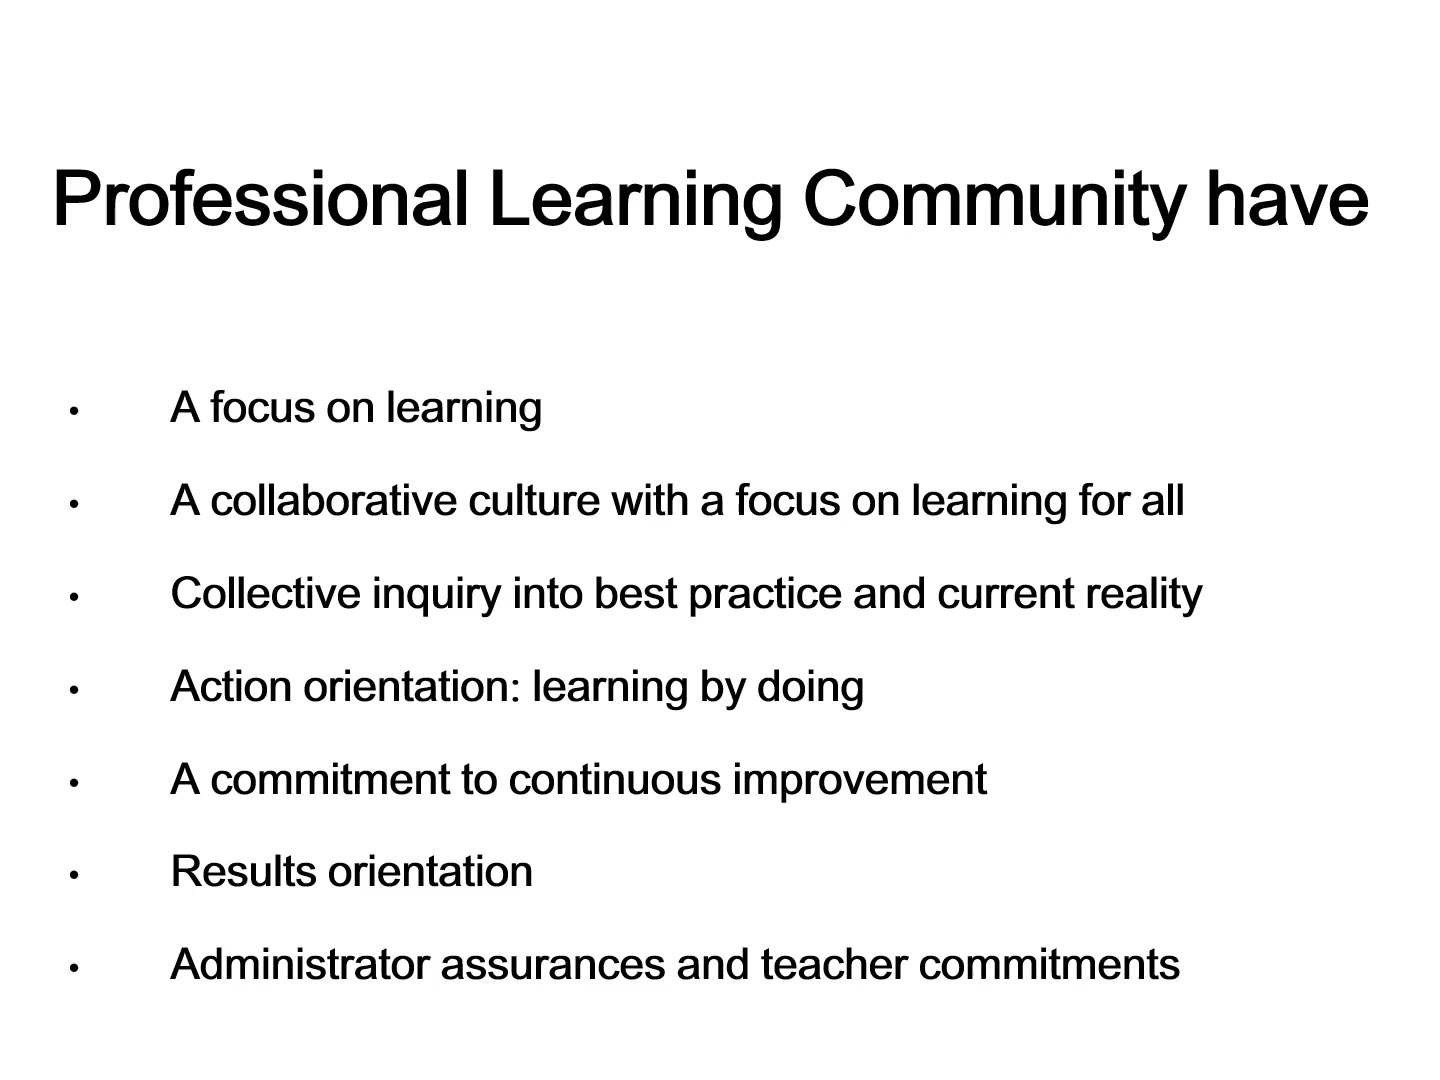 Professional Learning Community have
• A focus on learning
• A collaborative culture with a focus on learning for all
• Collective inquiry into best practice and current reality
• Action orientation: learning by doing
• A commitment to continuous improvement
• Results orientation
• Administrator assurances and teacher commitments